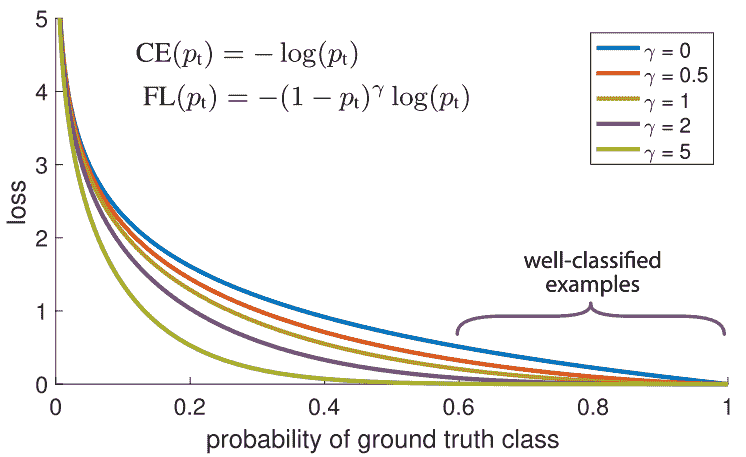 5
4
3
2
1
0
loss
CE(pₜ) = − log(pₜ)
FL(pₜ) = −(1 − pₜ)^γ log(pₜ)
γ = 0
γ = 0.5
γ = 1
γ = 2
γ = 5
well-classified
examples
0 0.2 0.4 0.6 0.8 1
probability of ground truth class